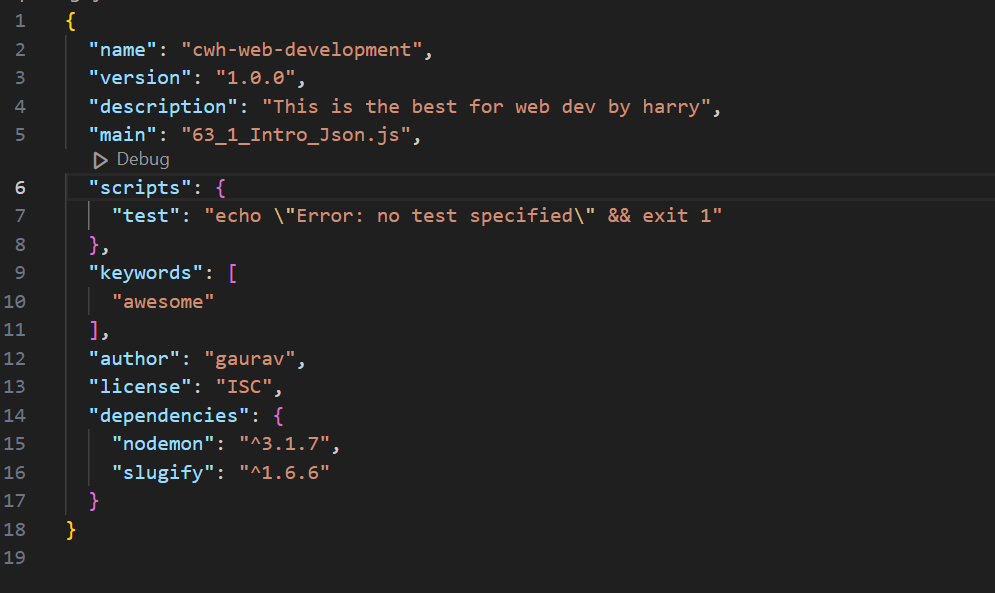 1 {
2 "name": "cwh-web-development",
3 "version": "1.0.0",
4 "description": "This is the best for web dev by harry",
5 "main": "63_1_Intro_Json.js",
Debug
6 "scripts": {
7 "test": "echo \"Error: no test specified\" && exit 1"
8 },
9 "keywords": [
10 "awesome"
11 ],
12 "author": "gaurav",
13 "license": "ISC",
14 "dependencies": {
15 "nodemon": "^3.1.7",
16 "slugify": "^1.6.6"
17 }
18 }
19